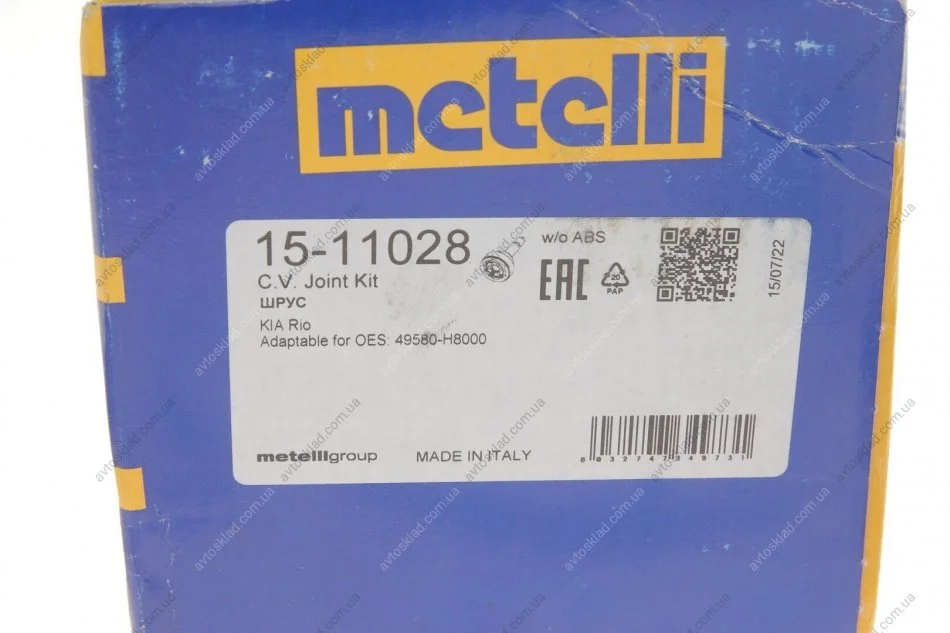 metelli
15-11028
w/o ABS
C.V. Joint Kit
ШРУС
EAC
20
PAP
15/07/22
KIA Rio
Adaptable for OES: 49580-H8000
metelligroup
MADE IN ITALY
8032747349731
avtosklad.com.ua